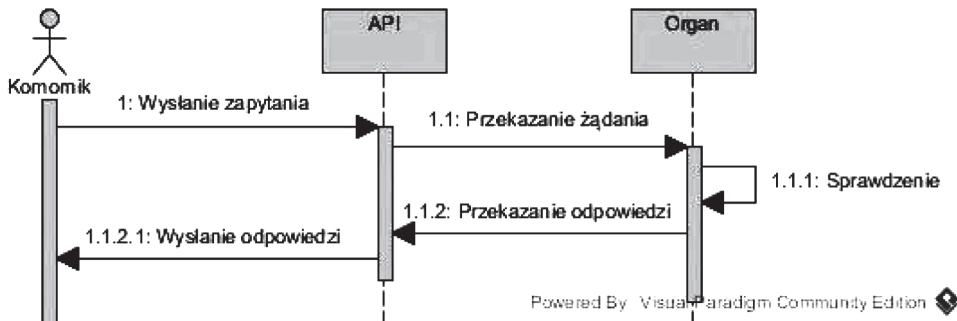 API
Organ
Komornik
1: Wysłanie zapytania
1.1: Przekazanie żądania
1.1.1: Sprawdzenie
1.1.2: Przekazanie odpowiedzi
1.1.2.1: Wysłanie odpowiedzi
Powered By Visual Paradigm Community Edition